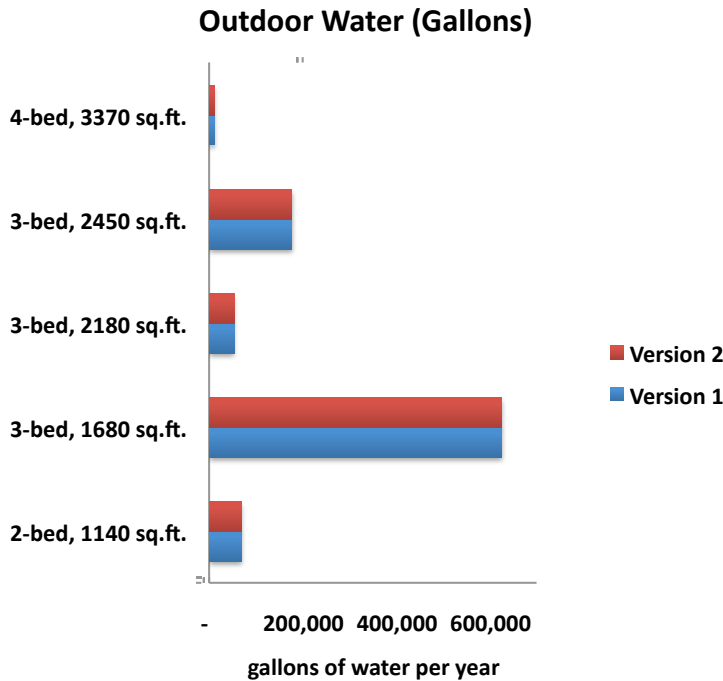 Outdoor Water (Gallons)
4-bed, 3370 sq.ft.
3-bed, 2450 sq.ft.
3-bed, 2180 sq.ft.
3-bed, 1680 sq.ft.
2-bed, 1140 sq.ft.
Version 2
Version 1
- 200,000 400,000 600,000
gallons of water per year